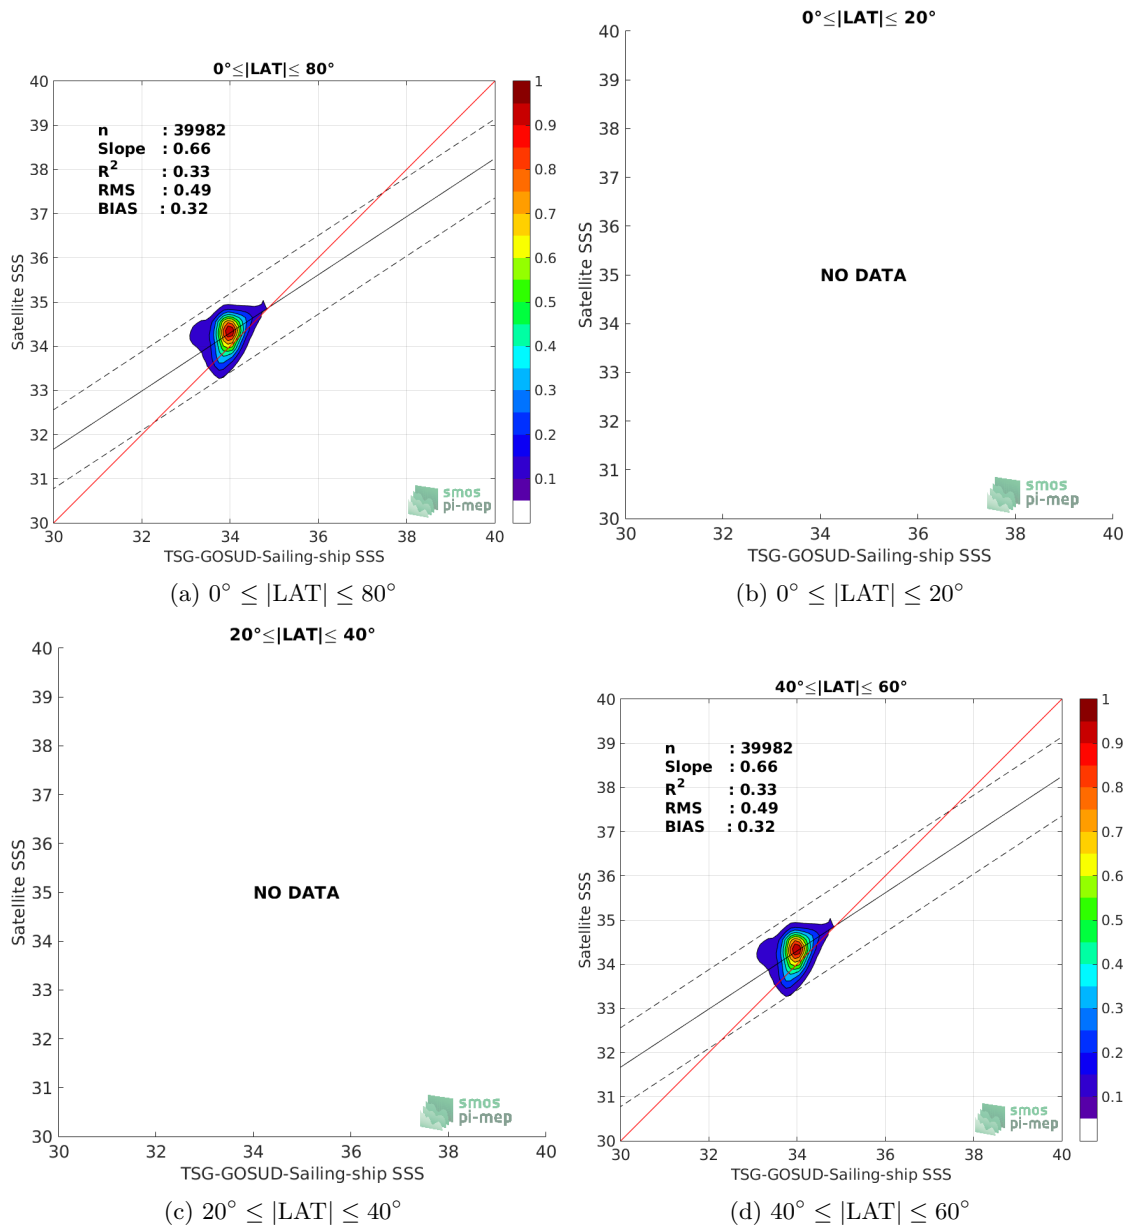 0°≤|LAT|≤ 80°
40
39
38
37
36
35
34
33
32
31
30
n : 39982
Slope : 0.66
R2 : 0.33
RMS : 0.49
BIAS : 0.32
1
0.9
0.8
0.7
0.6
0.5
0.4
0.3
0.2
0.1
Satellite SSS
smos
pi-mep
30 32 34 36 38 40
TSG-GOSUD-Sailing-ship SSS
(a) 0° ≤ |LAT| ≤ 80°
0°≤|LAT|≤ 20°
40
39
38
37
36
35
34
33
32
31
30
Satellite SSS
NO DATA
smos
pi-mep
30 32 34 36 38 40
TSG-GOSUD-Sailing-ship SSS
(b) 0° ≤ |LAT| ≤ 20°
20°≤|LAT|≤ 40°
40
39
38
37
36
35
34
33
32
31
30
Satellite SSS
NO DATA
smos
pi-mep
30 32 34 36 38 40
TSG-GOSUD-Sailing-ship SSS
(c) 20° ≤ |LAT| ≤ 40°
40°≤|LAT|≤ 60°
40
39
38
37
36
35
34
33
32
31
30
n : 39982
Slope : 0.66
R2 : 0.33
RMS : 0.49
BIAS : 0.32
1
0.9
0.8
0.7
0.6
0.5
0.4
0.3
0.2
0.1
Satellite SSS
smos
pi-mep
30 32 34 36 38 40
TSG-GOSUD-Sailing-ship SSS
(d) 40° ≤ |LAT| ≤ 60°